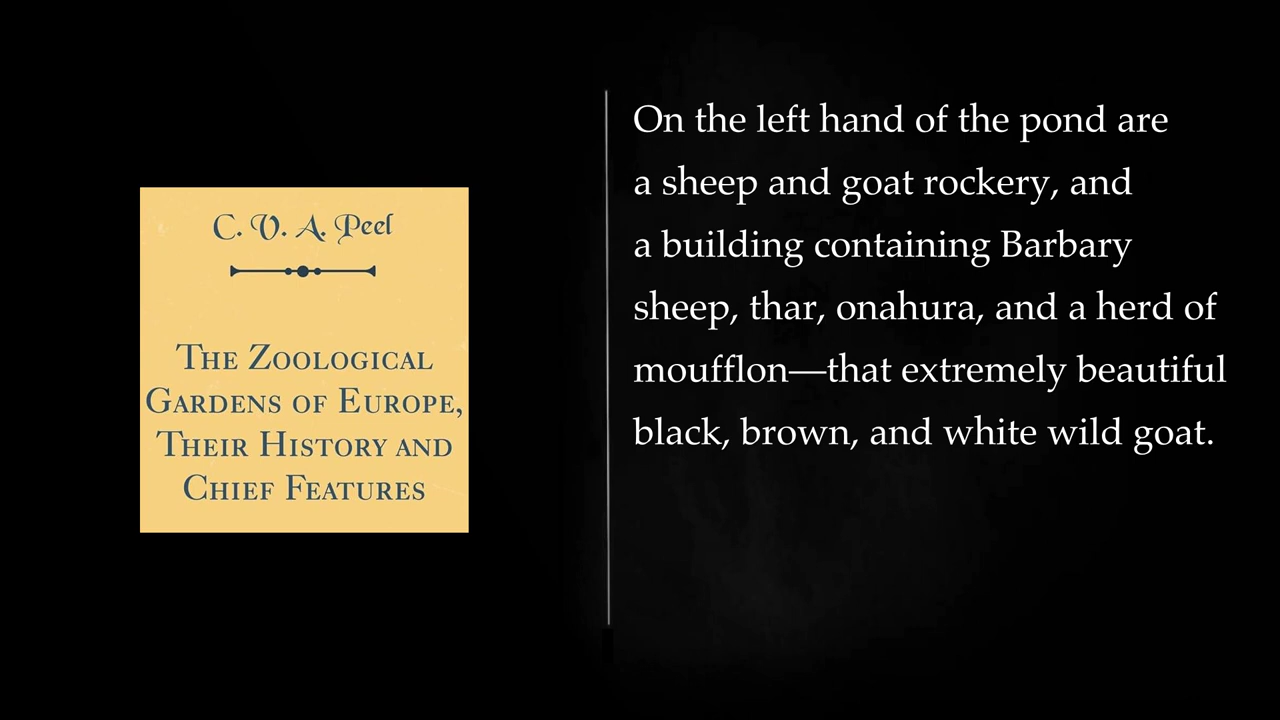 C. V. A. Peel
The Zoological
Gardens of Europe,
Their History and
Chief Features
On the left hand of the pond are
a sheep and goat rockery, and
a building containing Barbary
sheep, thar, onahura, and a herd of
moufflon—that extremely beautiful
black, brown, and white wild goat.